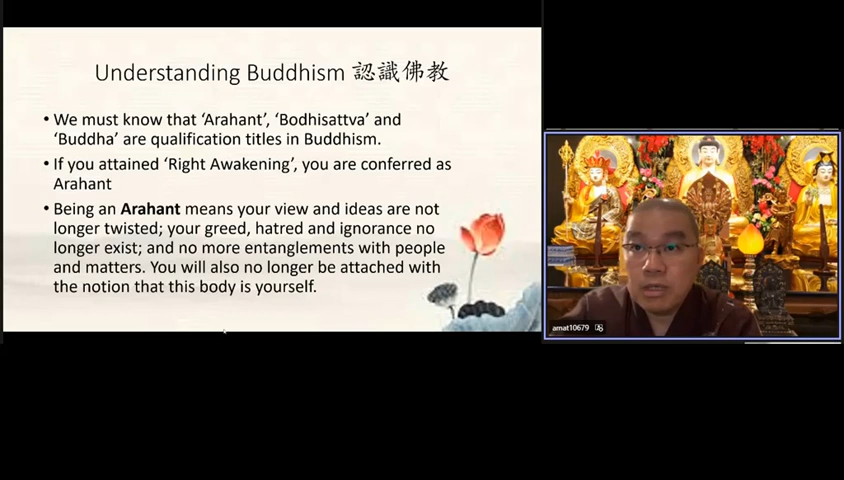 Understanding Buddhism 認識佛教
• We must know that ‘Arahant’, ‘Bodhisattva’ and
‘Buddha’ are qualification titles in Buddhism.
• If you attained ‘Right Awakening’, you are conferred as
Arahant
• Being an Arahant means your view and ideas are not
longer twisted; your greed, hatred and ignorance no
longer exist; and no more entanglements with people
and matters. You will also no longer be attached with
the notion that this body is yourself.
amat10679